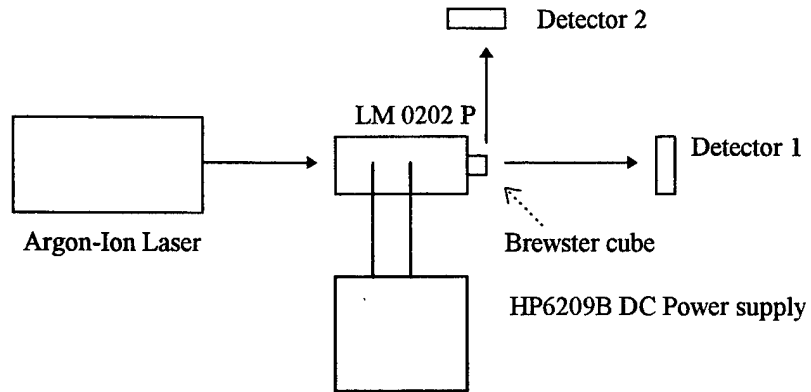 Detector 2
LM 0202 P
Detector 1
Argon-Ion Laser
Brewster cube
HP6209B DC Power supply